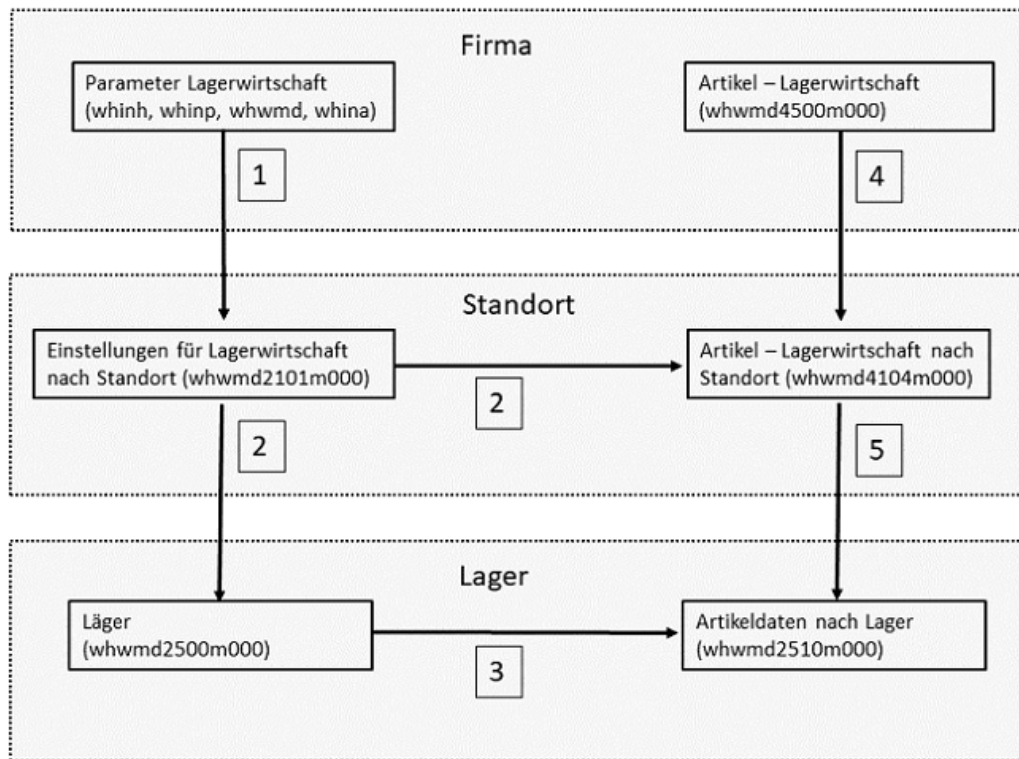 Firma
Parameter Lagerwirtschaft
(whinh, whinp, whwmd, whina)
Artikel – Lagerwirtschaft
(whwmd4500m000)
1
4
Standort
Einstellungen für Lagerwirtschaft
nach Standort (whwmd2101m000)
Artikel – Lagerwirtschaft nach
Standort (whwmd4104m000)
2
2
5
Lager
Läger
(whwmd2500m000)
Artikeldaten nach Lager
(whwmd2510m000)
3